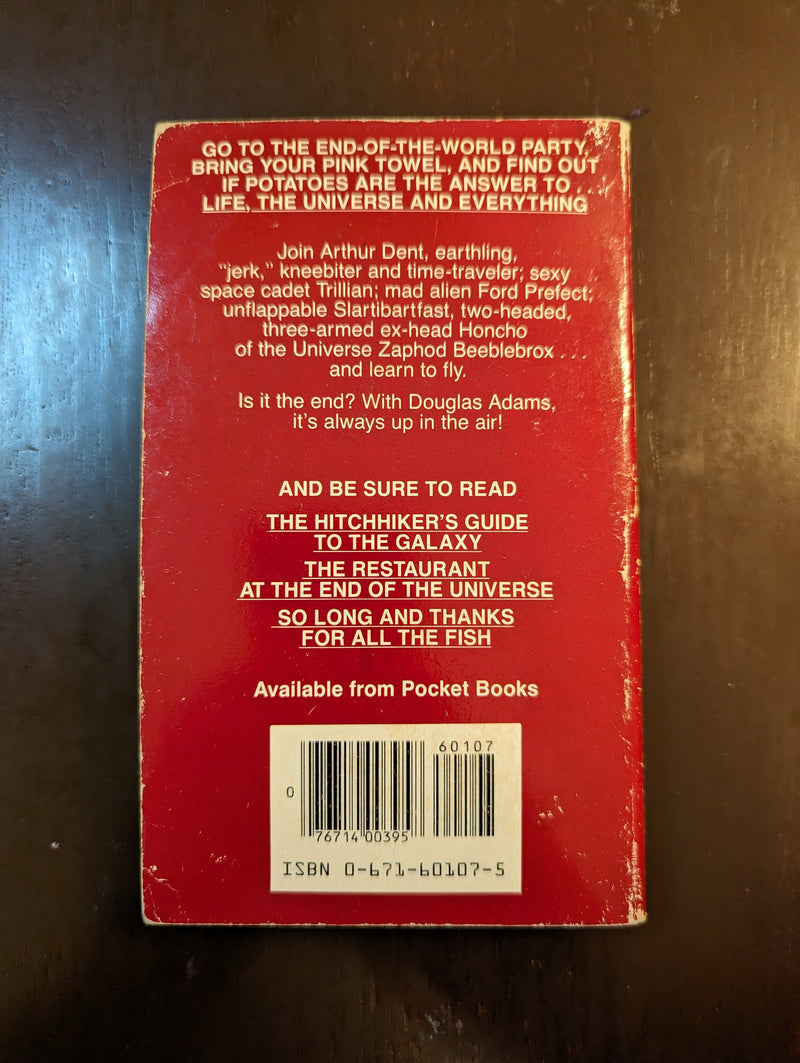 GO TO THE END-OF-THE-WORLD PARTY,
BRING YOUR PINK TOWEL, AND FIND OUT
IF POTATOES ARE THE ANSWER TO . . .
LIFE, THE UNIVERSE AND EVERYTHING
Join Arthur Dent, earthling,
"jerk," kneebiter and time-traveler; sexy
space cadet Trillian; mad alien Ford Prefect;
unflappable Slartibartfast, two-headed,
three-armed ex-head Honcho
of the Universe Zaphod Beeblebrox . . .
and learn to fly.
Is it the end? With Douglas Adams,
it's always up in the air!
AND BE SURE TO READ
THE HITCHHIKER'S GUIDE
TO THE GALAXY
THE RESTAURANT
AT THE END OF THE UNIVERSE
SO LONG AND THANKS
FOR ALL THE FISH
Available from Pocket Books
60107
0
76714 00395
ISBN 0-671-60107-5